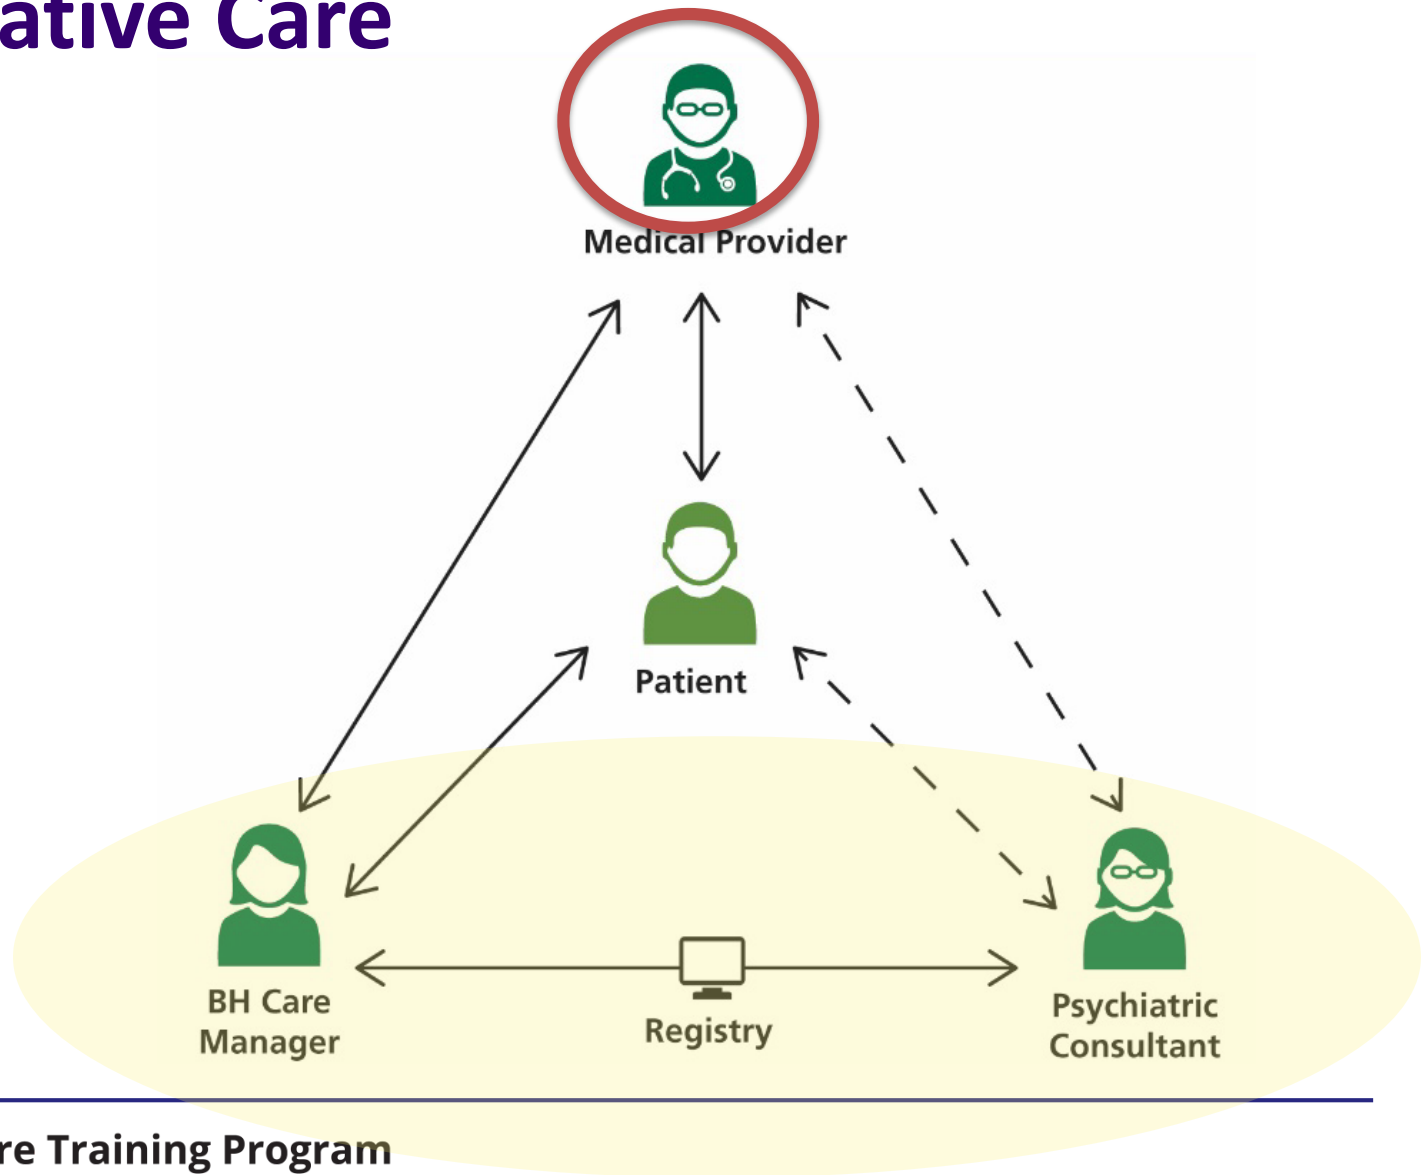 ative Care
Medical Provider
Patient
BH Care
Manager
Registry
Psychiatric
Consultant
re Training Program